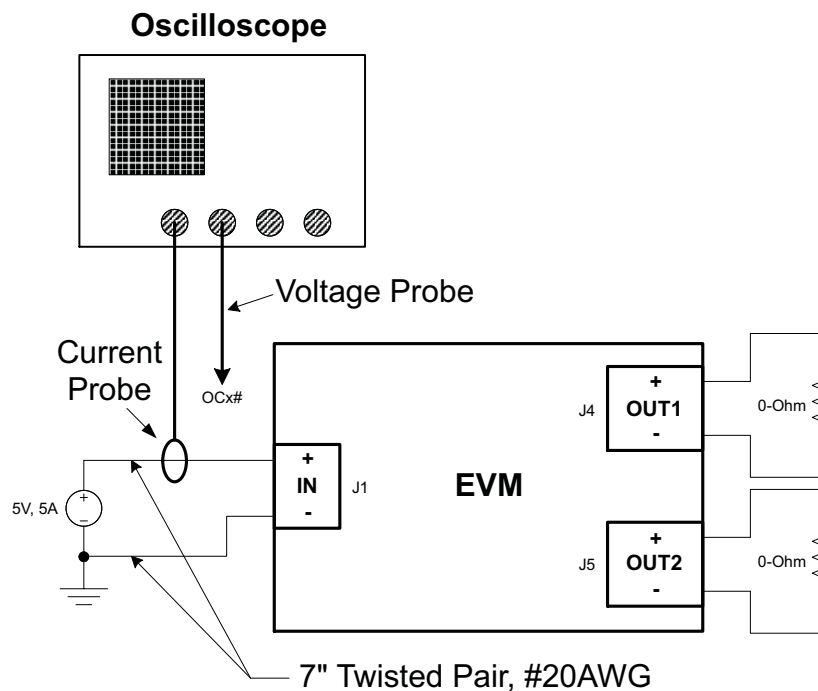 Oscilloscope
Voltage Probe
Current
Probe
OCx#
+
OUT1
-
J4
0-Ohm
+
IN
-
J1
EVM
5V, 5A
+
–
+
OUT2
-
J5
0-Ohm
7" Twisted Pair, #20AWG